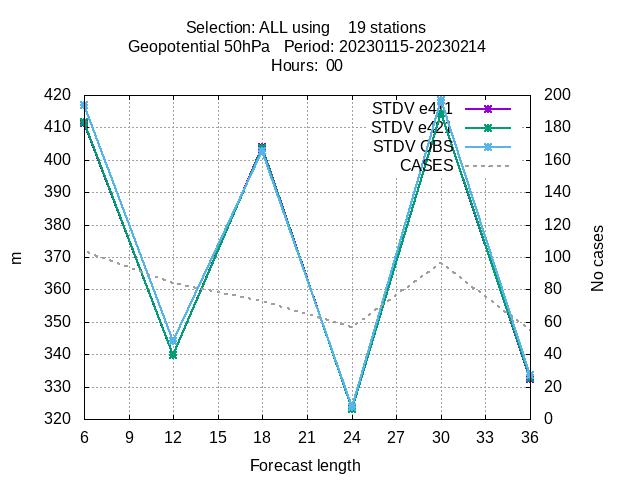 Selection: ALL using 19 stations
Geopotential 50hPa Period: 20230115-20230214
Hours: 00
420 200
STDV
410 STDV 180
STDV OBS
400 CASES 160
390 140
380 120
370 100
m
No cases
360 80
350 60
340 40
330 20
320 0
6 9 12 15 18 21 24 27 30 33 36
Forecast length